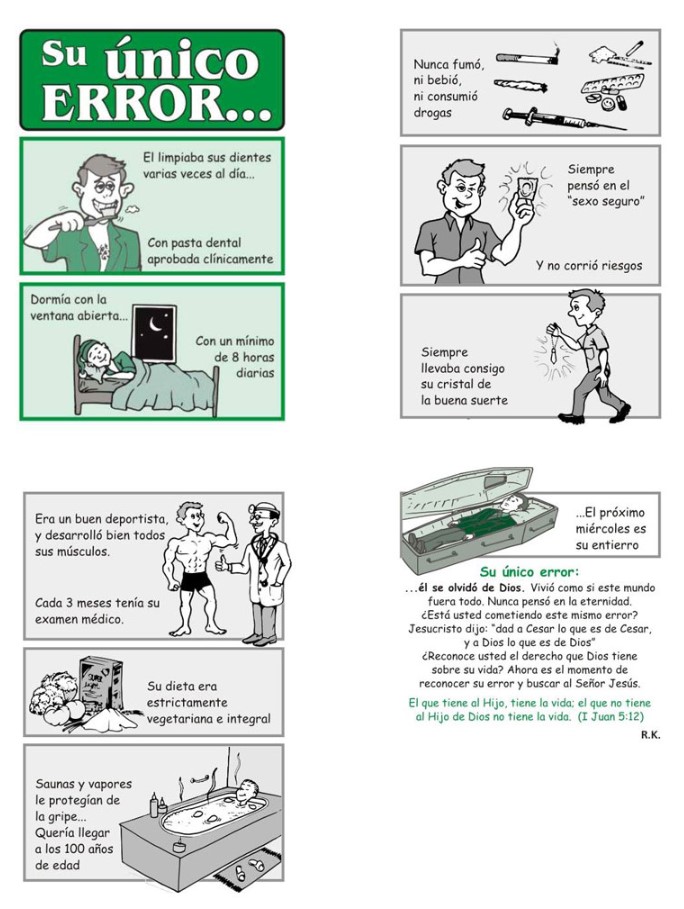 Su único
ERROR...
El limpiaba sus dientes
varias veces al día...
Con pasta dental
aprobada clínicamente
Dormía con la
ventana abierta...
Con un mínimo
de 8 horas
diarias
Nunca fumó,
ni bebió,
ni consumió
drogas
Siempre
pensó en el
"sexo seguro"
Y no corrió riesgos
Siempre
llevaba consigo
su cristal de
la buena suerte
Era un buen deportista,
y desarrolló bien todos
sus músculos.
Cada 3 meses tenía su
examen médico.
Su dieta era
estrictamente
vegetariana e integral
Saunas y vapores
le protegían de
la gripe...
Quería llegar
a los 100 años
de edad
...El próximo
miércoles es
su entierro
Su único error:
...él se olvidó de Dios. Vivió como si este mundo
fuera todo. Nunca pensó en la eternidad.
¿Está usted cometiendo este mismo error?
Jesucristo dijo: "dad a Cesar lo que es de Cesar,
y a Dios lo que es de Dios"
¿Reconoce usted el derecho que Dios tiene
sobre su vida? Ahora es el momento de
reconocer su error y buscar al Señor Jesús.
El que tiene al Hijo, tiene la vida; el que no tiene
al Hijo de Dios no tiene la vida. (I Juan 5:12)
R.K.